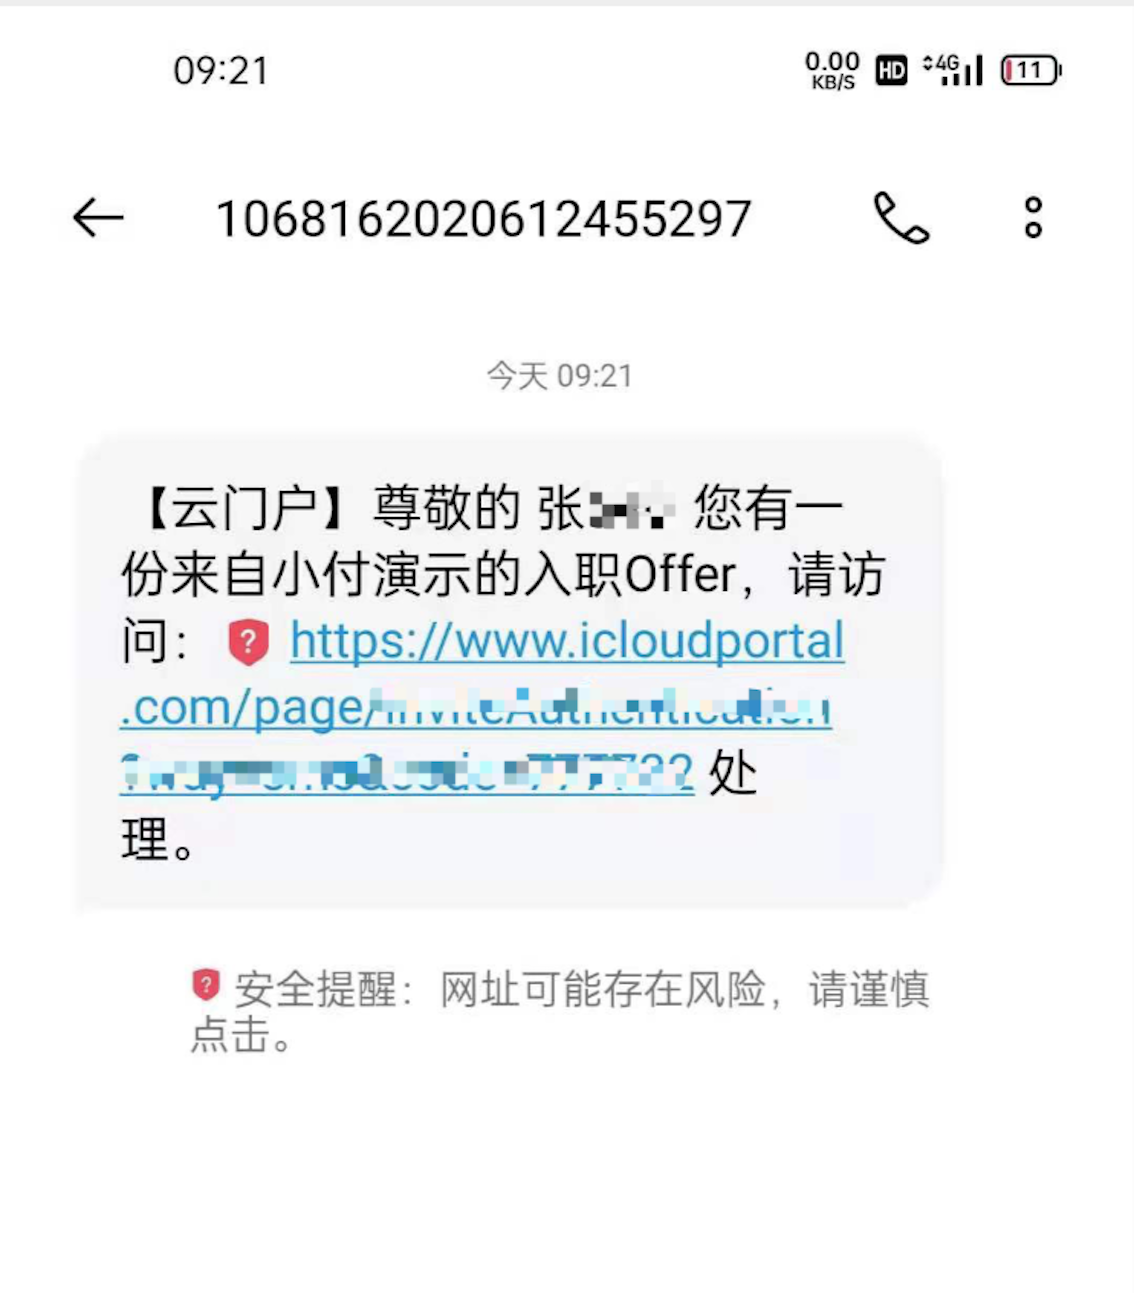 09:21
0.00 KB/S HD 4G 11
1068162020612455297
今天 09:21
【云门户】尊敬的 张 您有一
份来自小付演示的入职Offer，请访
问： https://www.icloudportal
.com/page/
处
理。
安全提醒：网址可能存在风险，请谨慎
点击。